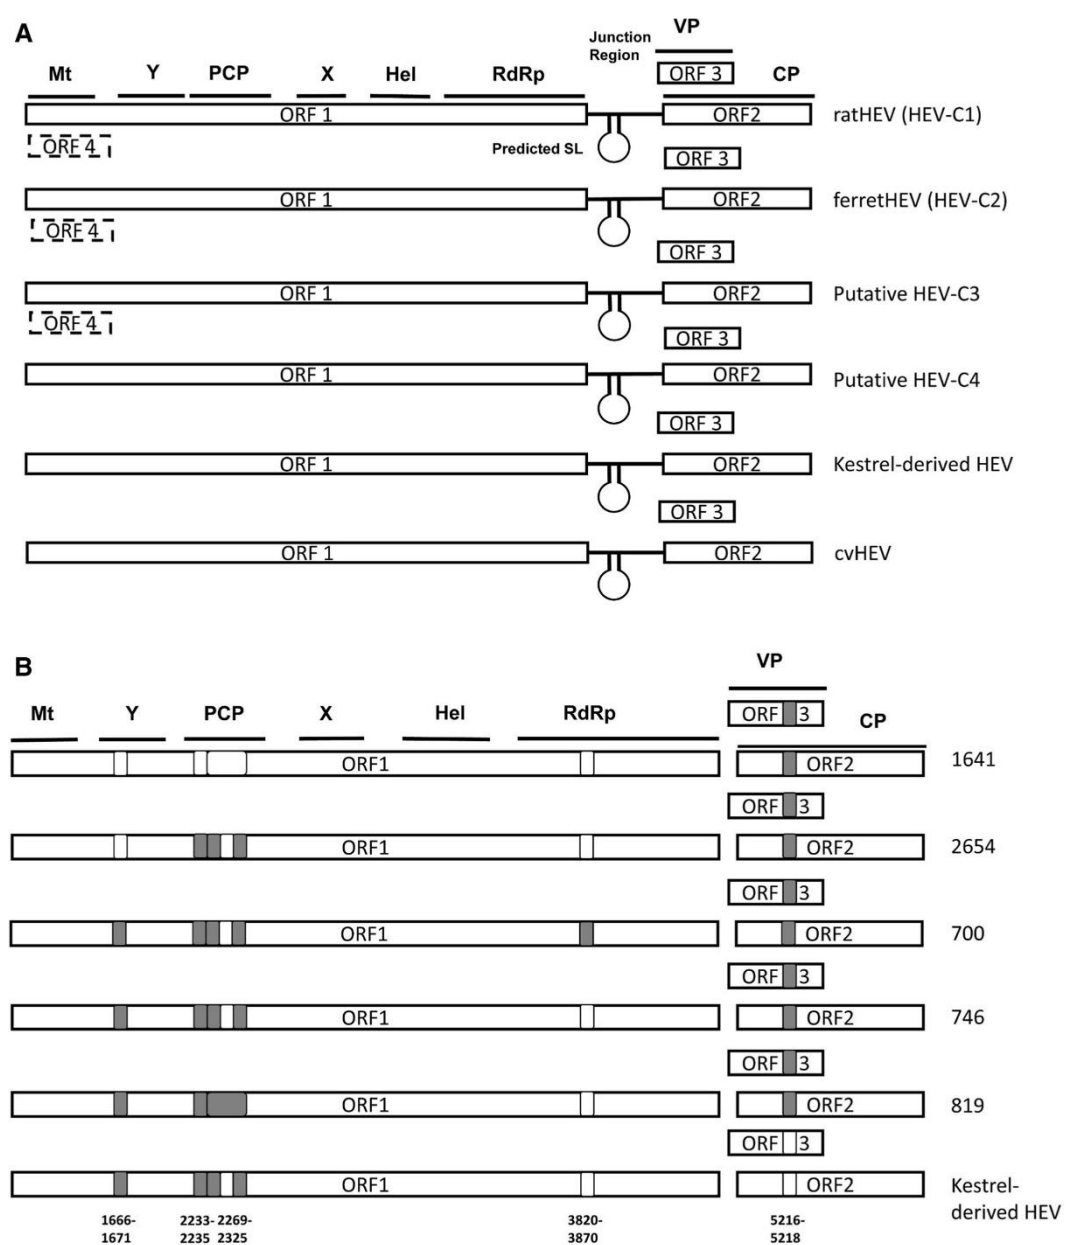 A
Junction
Region
VP
Mt Y PCP X Hel RdRp ORF 3 CP
ORF 1 ORF2 ratHEV (HEV-C1)
ORF 4 Predicted SL ORF 3
ORF 1 ORF2 ferretHEV (HEV-C2)
ORF 4 ORF 3
ORF 1 ORF2 Putative HEV-C3
ORF 4 ORF 3
ORF 1 ORF2 Putative HEV-C4
ORF 3
ORF 1 ORF2 Kestrel-derived HEV
ORF 3
ORF 1 ORF2 cvHEV
B
VP
Mt Y PCP X Hel RdRp ORF 3 CP
ORF1 ORF2 1641
ORF 3
ORF1 ORF2 2654
ORF 3
ORF1 ORF2 700
ORF 3
ORF1 ORF2 746
ORF 3
ORF1 ORF2 819
ORF 3
ORF1 ORF2 Kestrel-
derived HEV
1666- 2233- 2269- 3820- 5216-
1671 2235 2325 3870 5218